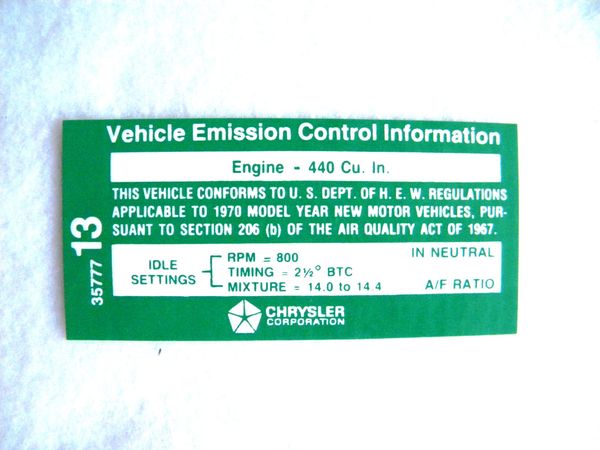 Vehicle Emission Control Information
Engine - 440 Cu. In.
THIS VEHICLE CONFORMS TO U. S. DEPT. OF H. E. W. REGULATIONS
APPLICABLE TO 1970 MODEL YEAR NEW MOTOR VEHICLES, PUR-
SUANT TO SECTION 206 (b) OF THE AIR QUALITY ACT OF 1967.
35777 13
IDLE
SETTINGS
RPM = 800 IN NEUTRAL
TIMING = 2½° BTC
MIXTURE = 14.0 to 14.4 A/F RATIO
CHRYSLER
CORPORATION